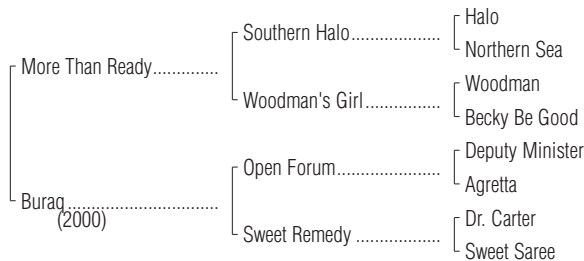 Halo
Southern Halo....................
Northern Sea
More Than Ready.............
Woodman
Woodman's Girl.................
Becky Be Good
Deputy Minister
Open Forum.......................
Agretta
Buraq..............................
(2000)
Dr. Carter
Sweet Remedy ..................
Sweet Saree